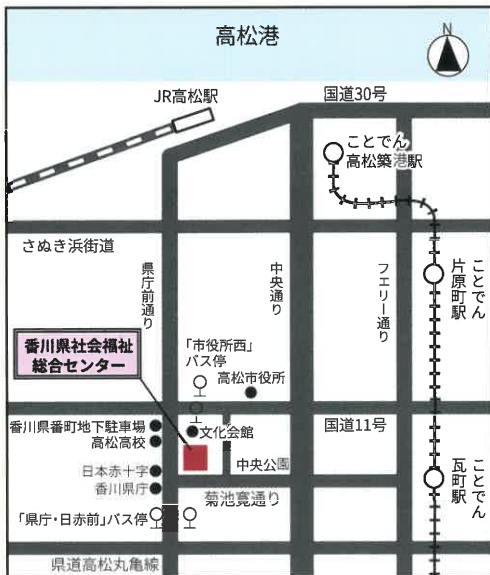 高松港
N
JR高松駅
国道30号
ことでん
高松築港駅
さぬき浜街道
県庁前通り
中央通り
フェリー通り
ことでん
片原町駅
香川県社会福祉
総合センター
「市役所西」
バス停
高松市役所
香川県番町地下駐車場
高松高校
文化会館
国道11号
日本赤十字
香川県庁
中央公園
菊池寛通り
ことでん
瓦町駅
「県庁・日赤前」バス停
県道高松丸亀線